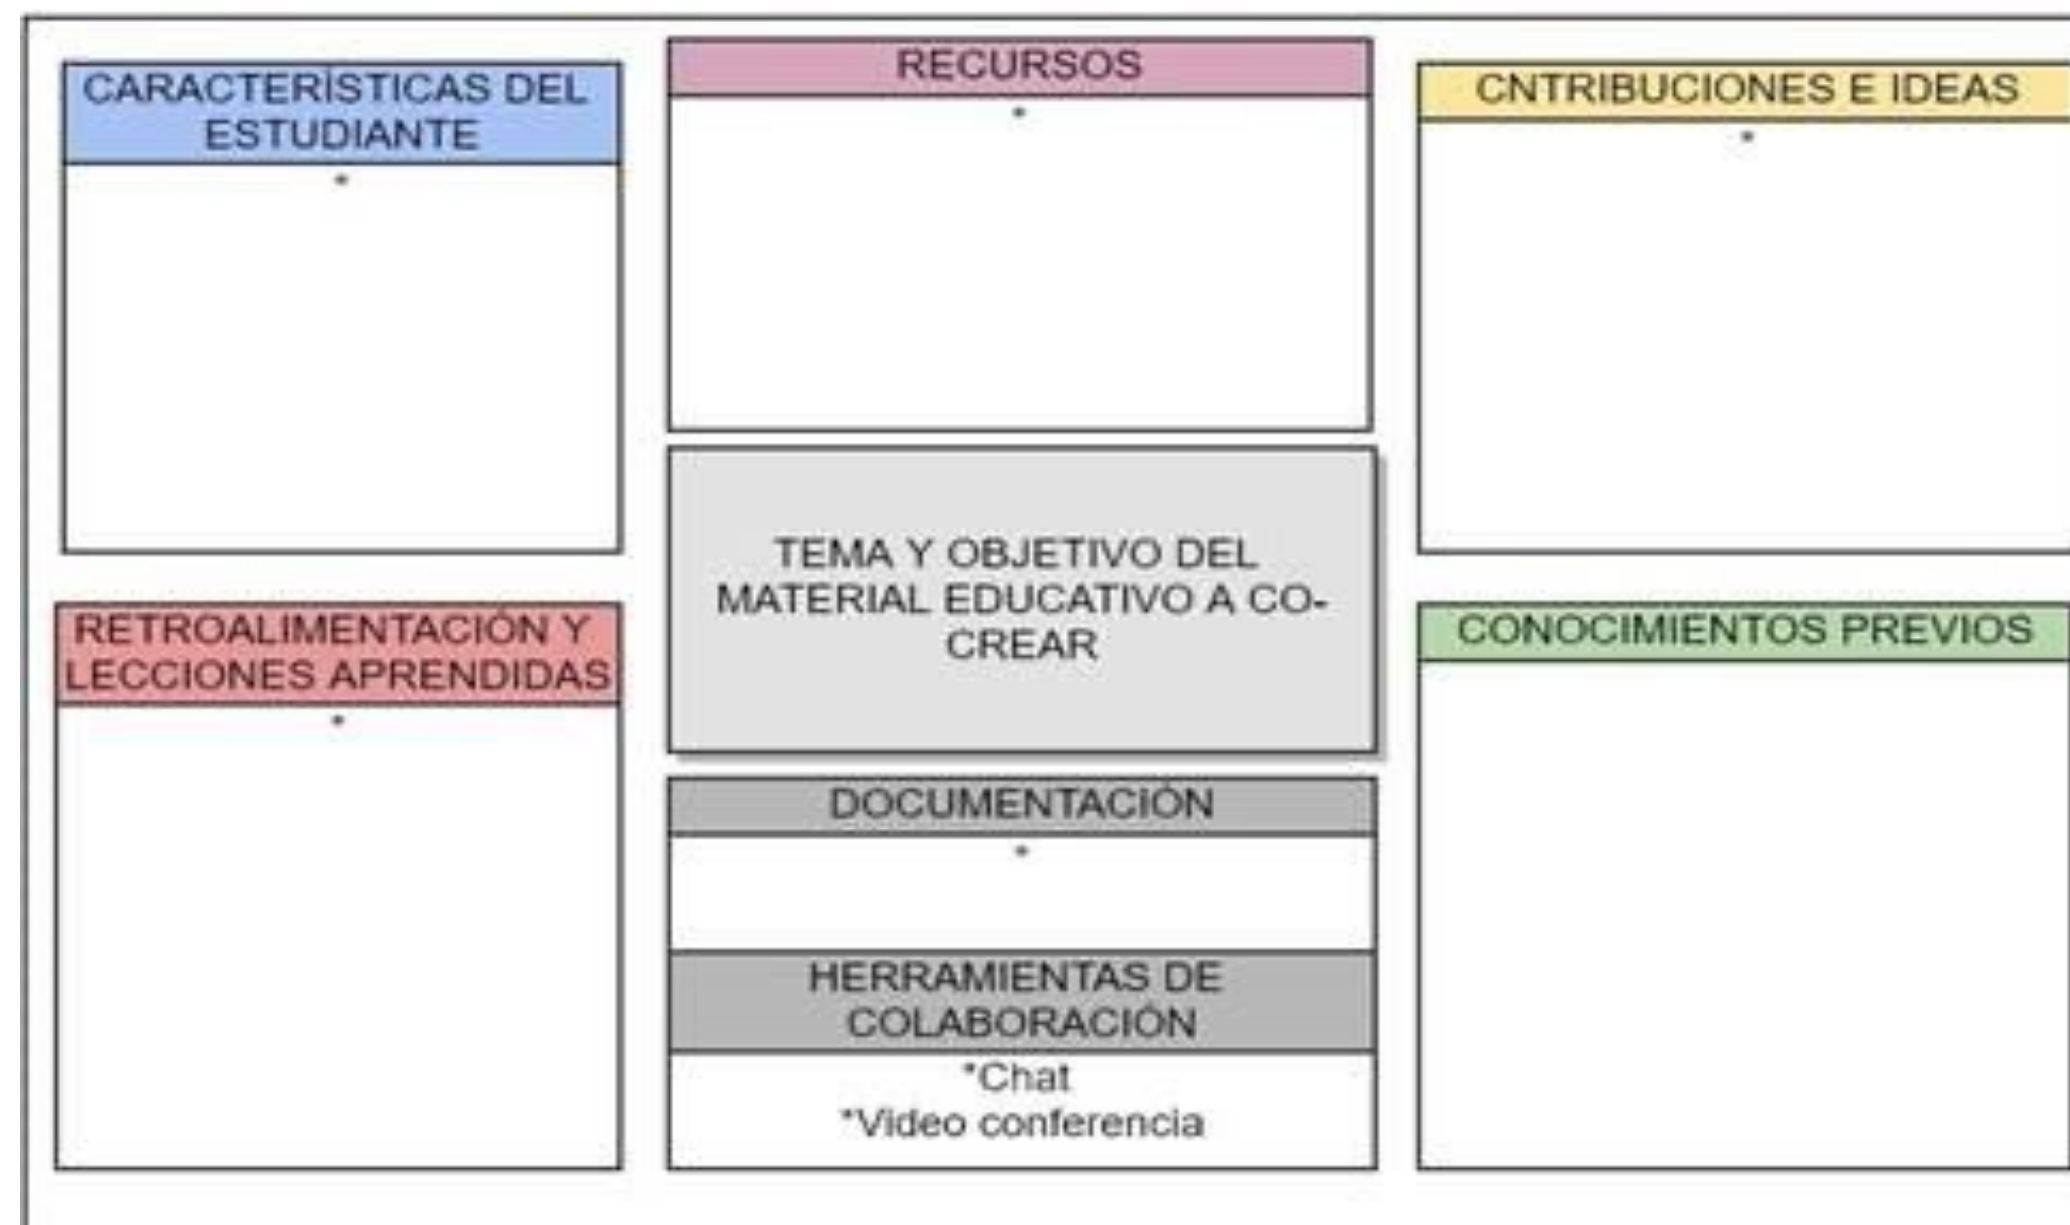 CARACTERÍSTICAS DEL
ESTUDIANTE
*
RECURSOS
*
CNTRIBUCIONES E IDEAS
*
TEMA Y OBJETIVO DEL
MATERIAL EDUCATIVO A CO-
CREAR
RETROALIMENTACIÓN Y
LECCIONES APRENDIDAS
*
CONOCIMIENTOS PREVIOS
DOCUMENTACIÓN
*
HERRAMIENTAS DE
COLABORACIÓN
*Chat
*Video conferencia